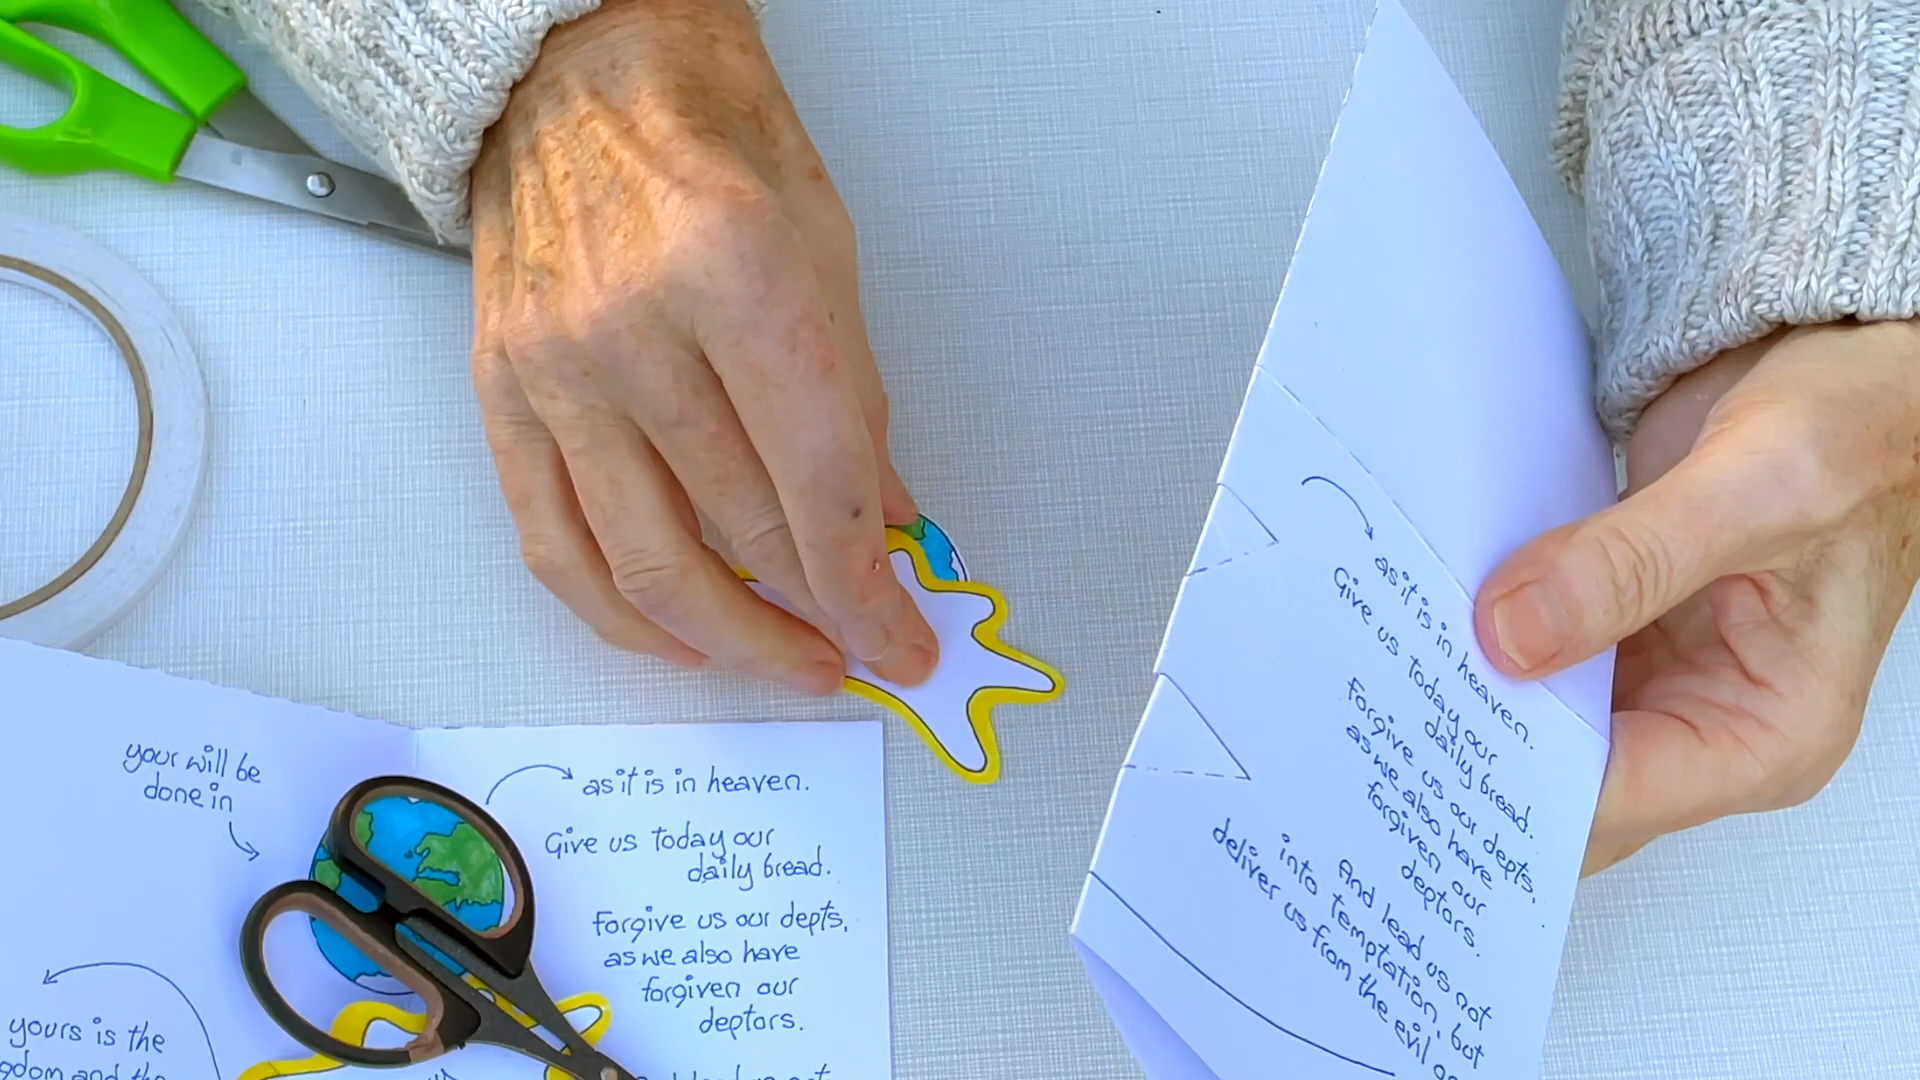 your will be
done in
yours is the
and the
as it is in heaven.
Give us today our
daily bread.
Forgive us our depts,
as we also have
forgiven our
deptors.
as it is in heaven.
Give us today our
daily bread.
Forgive us our depts,
as we also have
forgiven our
deptors.
And lead us not
into temptation, but
deliver us from the evil